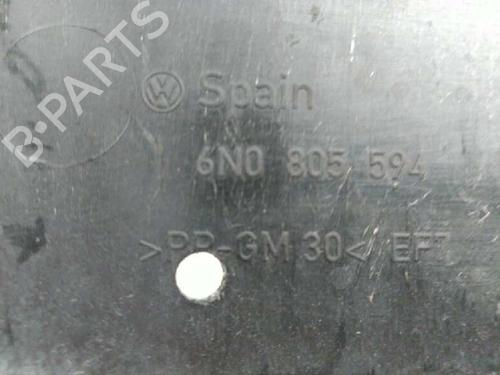 B-PARTS
Spain
6N0 805 594
>PP-GM 30<